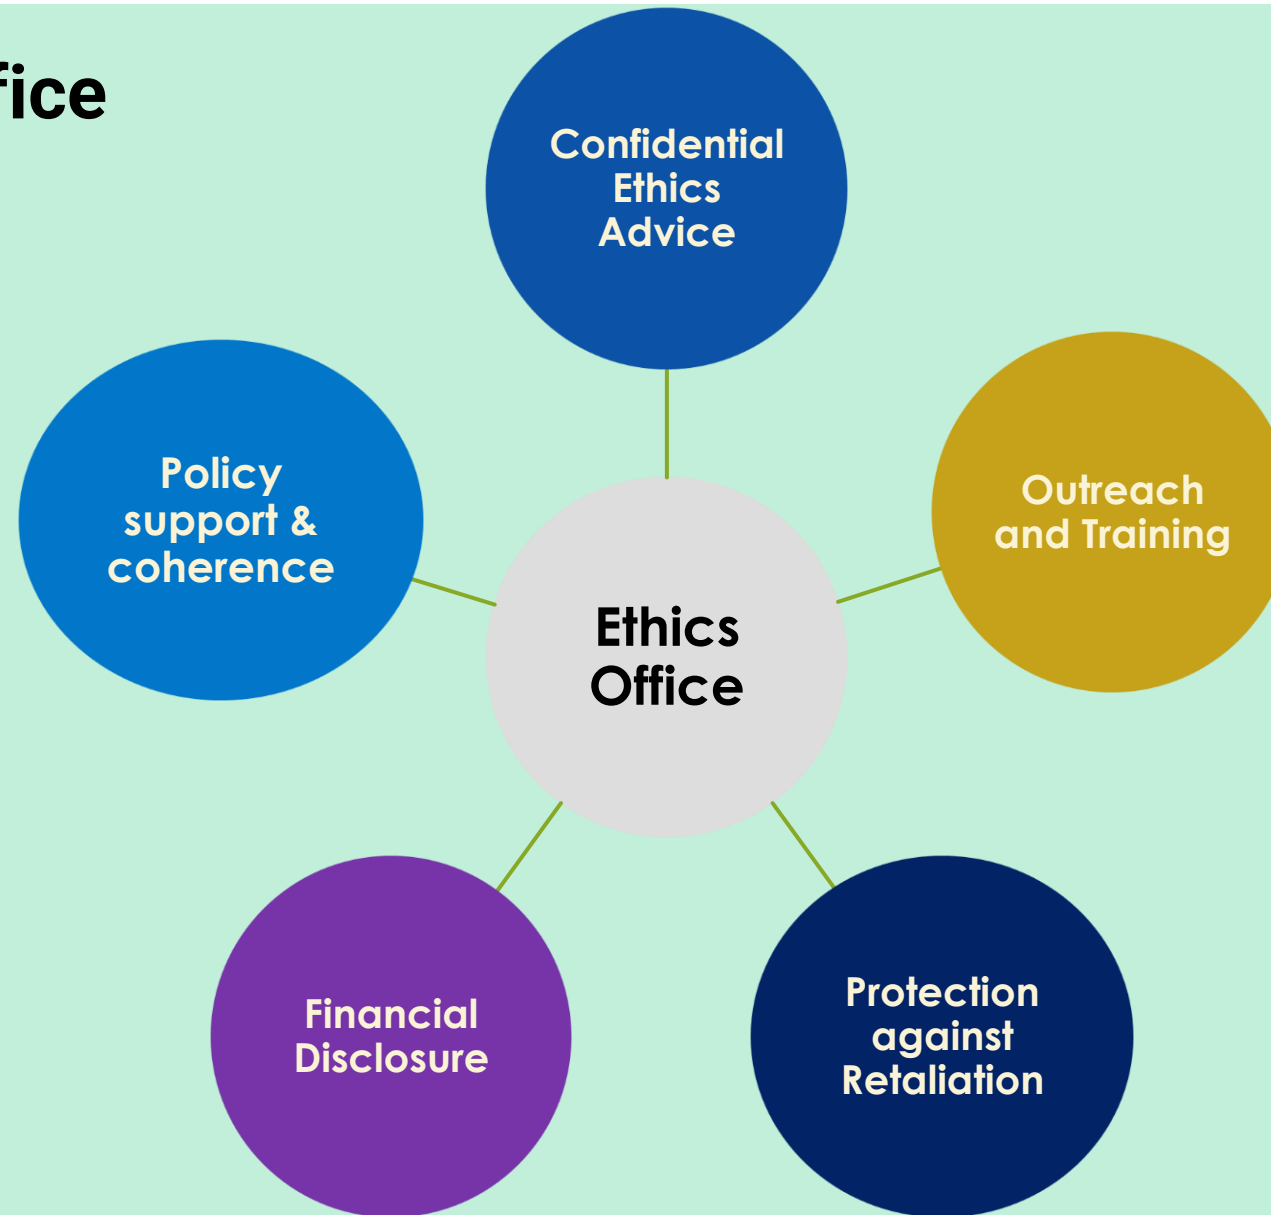 fice
Confidential
Ethics
Advice
Policy
support &
coherence
Outreach
and Training
Ethics
Office
Financial
Disclosure
Protection
against
Retaliation